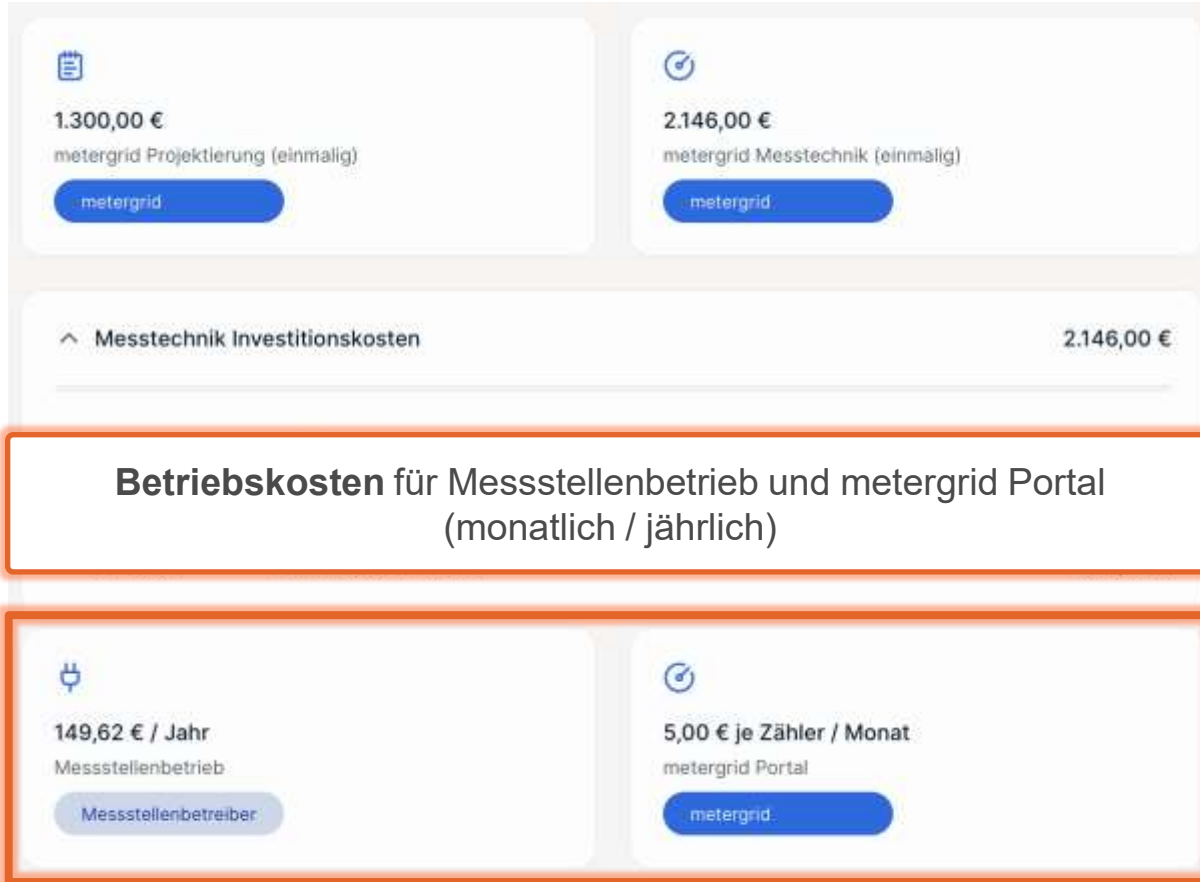 1.300,00 €
metergrid Projektierung (einmalig)
metergrid
2.146,00 €
metergrid Messtechnik (einmalig)
metergrid
Messtechnik Investitionskosten 2.146,00 €
Betriebskosten für Messstellenbetrieb und metergrid Portal
(monatlich / jährlich)
149,62 € / Jahr
Messstellenbetrieb
Messstellenbetreiber
5,00 € je Zähler / Monat
metergrid Portal
metergrid